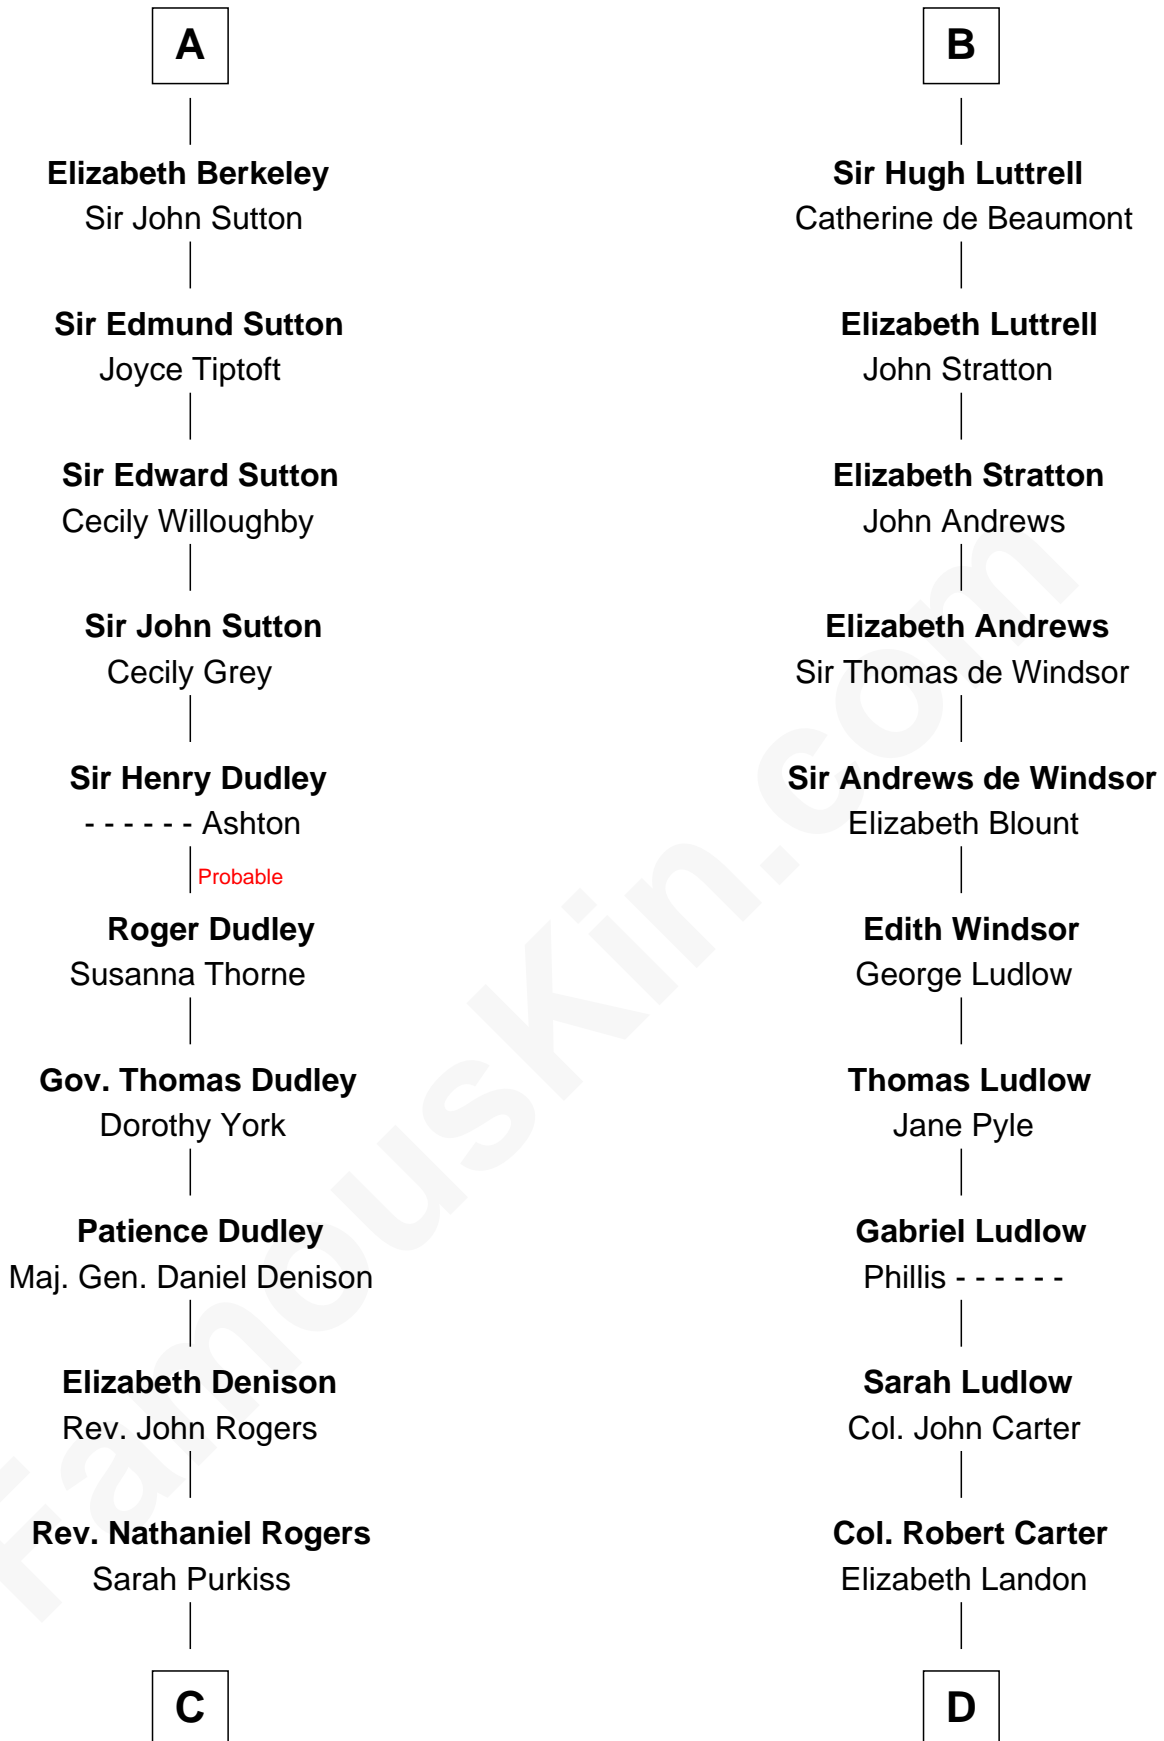 A
Elizabeth Berkeley
Sir John Sutton
Sir Edmund Sutton
Joyce Tiptoft
Sir Edward Sutton
Cecily Willoughby
Sir John Sutton
Cecily Grey
Sir Henry Dudley
- - - - - - Ashton
Probable
Roger Dudley
Susanna Thorne
Gov. Thomas Dudley
Dorothy York
Patience Dudley
Maj. Gen. Daniel Denison
Elizabeth Denison
Rev. John Rogers
Rev. Nathaniel Rogers
Sarah Purkiss
C
B
Sir Hugh Luttrell
Catherine de Beaumont
Elizabeth Luttrell
John Stratton
Elizabeth Stratton
John Andrews
Elizabeth Andrews
Sir Thomas de Windsor
Sir Andrews de Windsor
Elizabeth Blount
Edith Windsor
George Ludlow
Thomas Ludlow
Jane Pyle
Gabriel Ludlow
Phillis - - - - - -
Sarah Ludlow
Col. John Carter
Col. Robert Carter
Elizabeth Landon
D
FamousKin.com